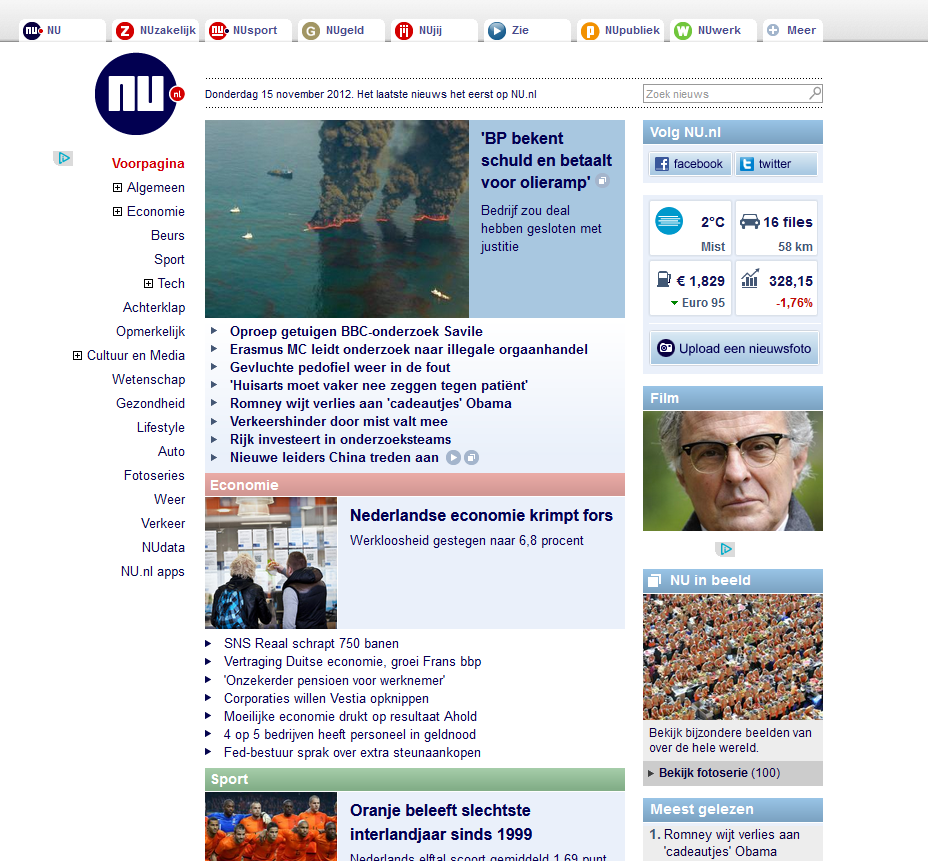 NU
NUzakelijk
NUsport
NUgeld
NUjij
Zie
NUpubliek
NUwerk
Meer
nu
nl
Donderdag 15 november 2012. Het laatste nieuws het eerst op NU.nl
Zoek nieuws
Voorpagina
Algemeen
Economie
Beurs
Sport
Tech
Achterklap
Opmerkelijk
Cultuur en Media
Wetenschap
Gezondheid
Lifestyle
Auto
Fotoseries
Weer
Verkeer
NUdata
NU.nl apps
'BP bekent
schuld en betaalt
voor olieramp'
Bedrijf zou deal
hebben gesloten met
justitie
Oproep getuigen BBC-onderzoek Savile
Erasmus MC leidt onderzoek naar illegale orgaanhandel
Gevluchte pedofiel weer in de fout
'Huisarts moet vaker nee zeggen tegen patiënt'
Romney wijt verlies aan 'cadeautjes' Obama
Verkeershinder door mist valt mee
Rijk investeert in onderzoeksteams
Nieuwe leiders China treden aan
Economie
Nederlandse economie krimpt fors
Werkloosheid gestegen naar 6,8 procent
SNS Reaal schrapt 750 banen
Vertraging Duitse economie, groei Frans bbp
'Onzekerder pensioen voor werknemer'
Corporaties willen Vestia opknippen
Moeilijke economie drukt op resultaat Ahold
4 op 5 bedrijven heeft personeel in geldnood
Fed-bestuur sprak over extra steunaankopen
Sport
Oranje beleeft slechtste
interlandjaar sinds 1999
Nederlands elftal scoort gemiddeld 1,69 punt
Volg NU.nl
facebook
twitter
2°C
Mist
16 files
58 km
€ 1,829
Euro 95
328,15
-1,76%
Upload een nieuwsfoto
Film
NU in beeld
Bekijk bijzondere beelden van
over de hele wereld.
Bekijk fotoserie (100)
Meest gelezen
1. Romney wijt verlies aan
'cadeautjes' Obama